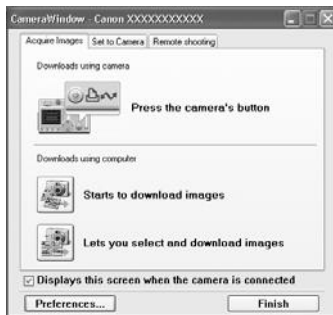 CameraWindow - Canon XXXXXXXXXXX
Acquire Images Set to Camera Remote shooting
Downloads using camera
Press the camera's button
Downloads using computer
Starts to download images
Lets you select and download images
Displays this screen when the camera is connected
Preferences... Finish